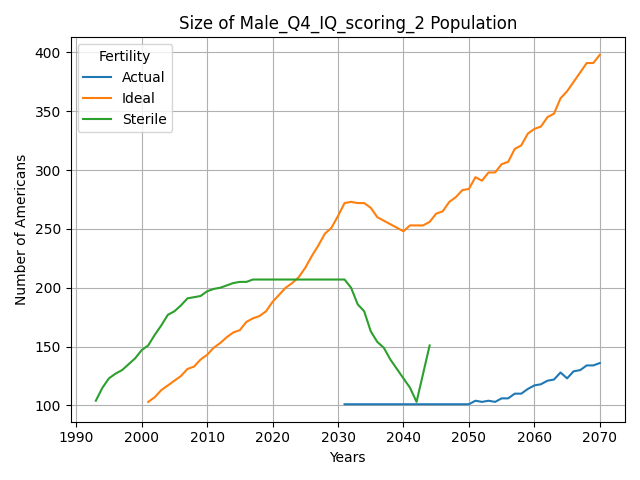 Size of Male_Q4_IQ_scoring_2 Population
Fertility
Actual
Ideal
Sterile
Number of Americans
400
350
300
250
200
150
100
1990
2000
2010
2020
2030
2040
2050
2060
2070
Years